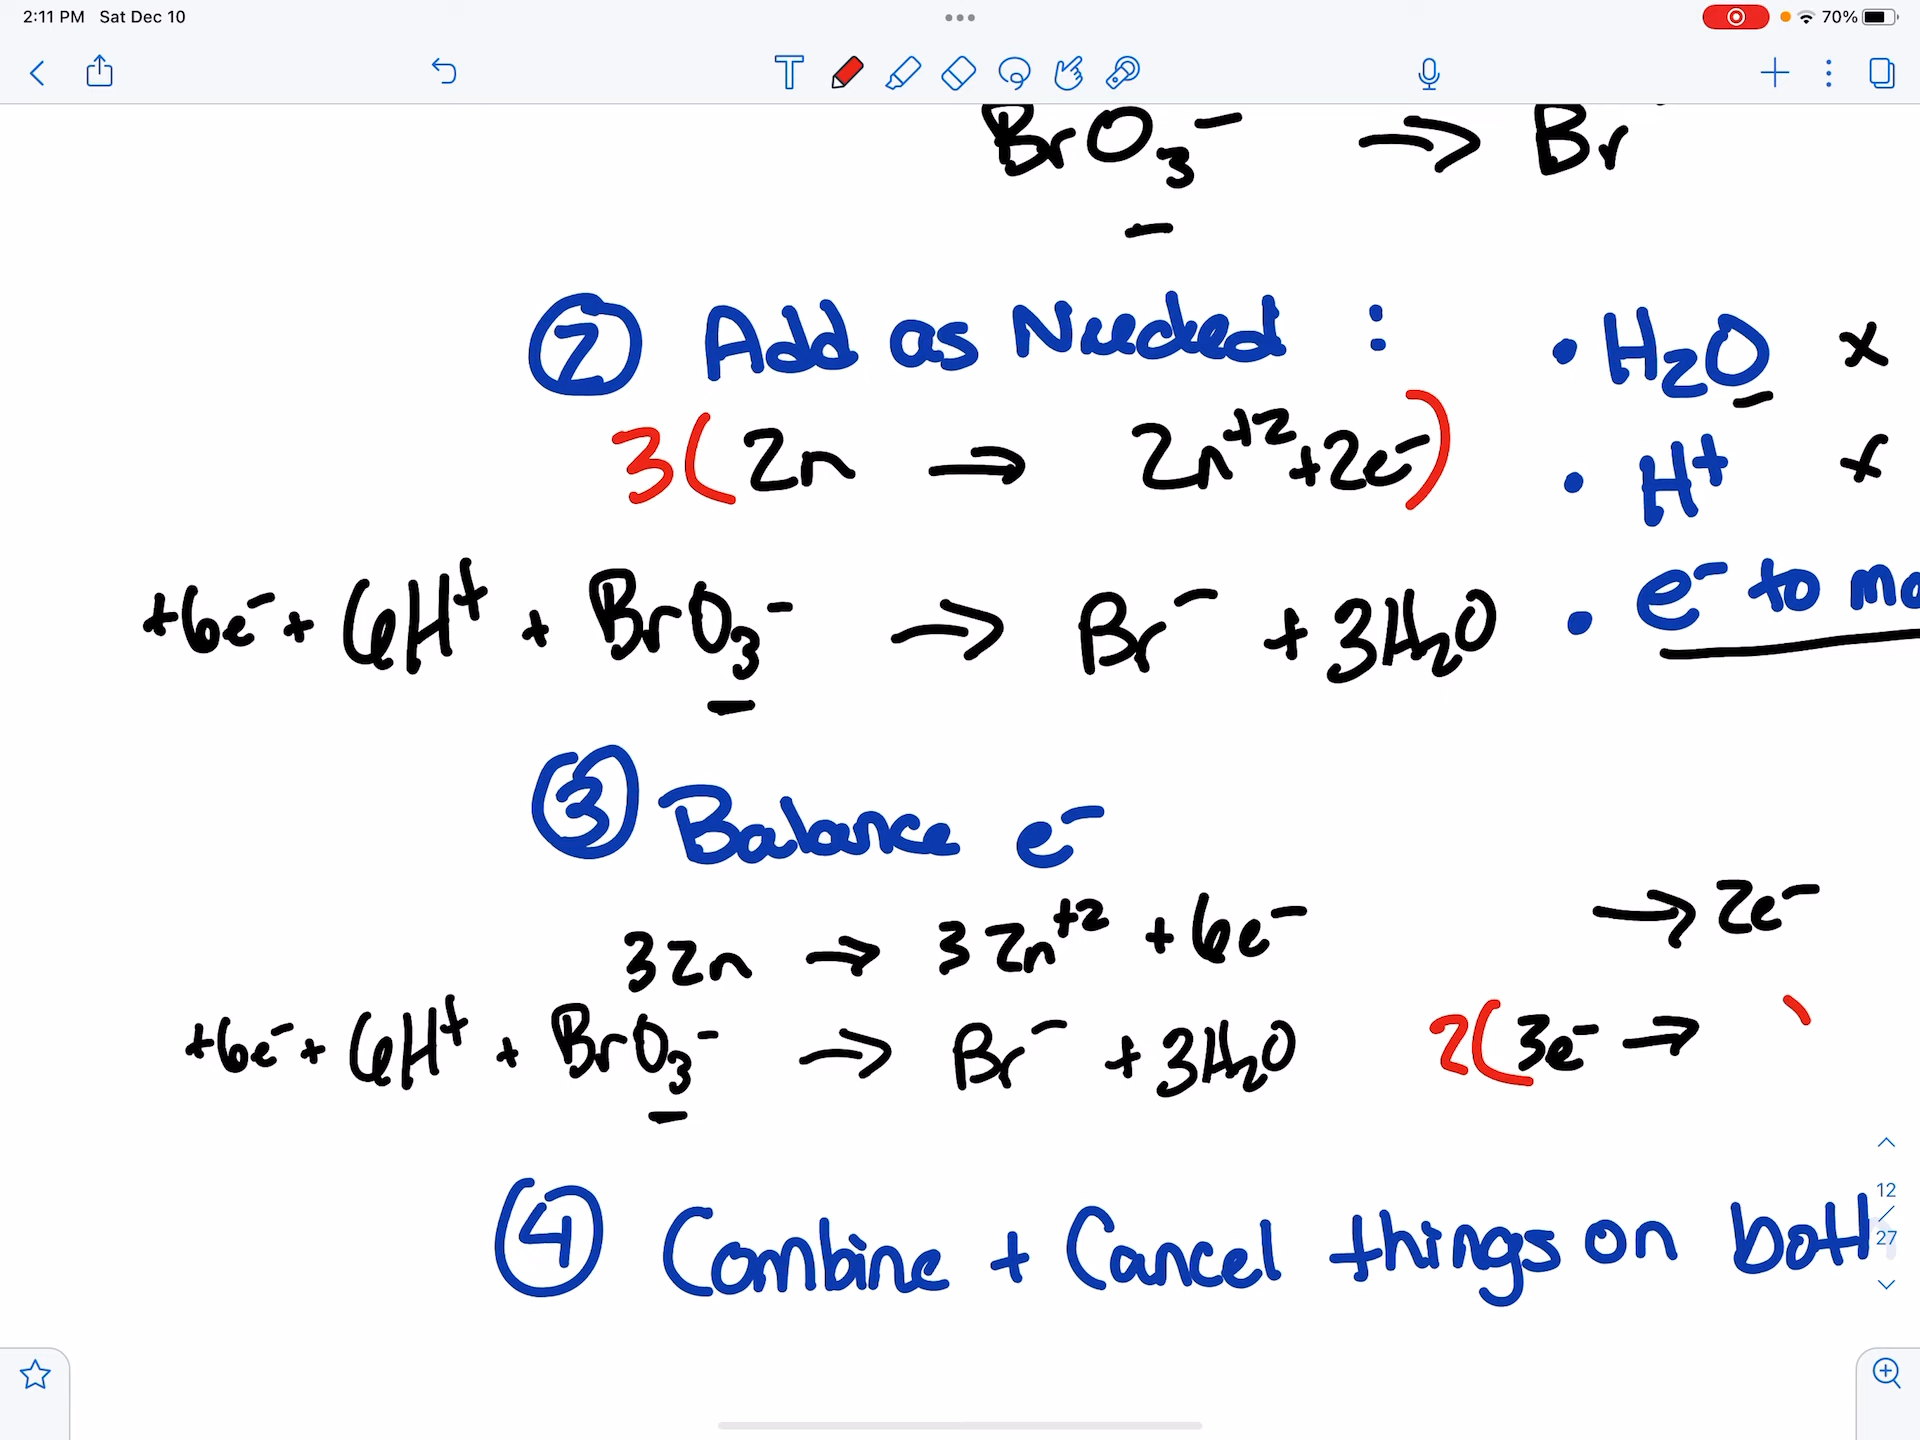 2:11 PM Sat Dec 10
70%
BrO₃⁻ → Br
② Add as Needed :
• H₂O x
3(Zn → Zn⁺² + 2e⁻)
• H⁺ x
+6e⁻ + 6H⁺ + BrO₃⁻ → Br⁻ + 3H₂O
• e⁻ to
③ Balance e⁻
3Zn → 3Zn⁺² + 6e⁻
→ 2e⁻
+6e⁻ + 6H⁺ + BrO₃⁻ → Br⁻ + 3H₂O
2(3e⁻ → )
④ Combine + Cancel things on both
12
/
27